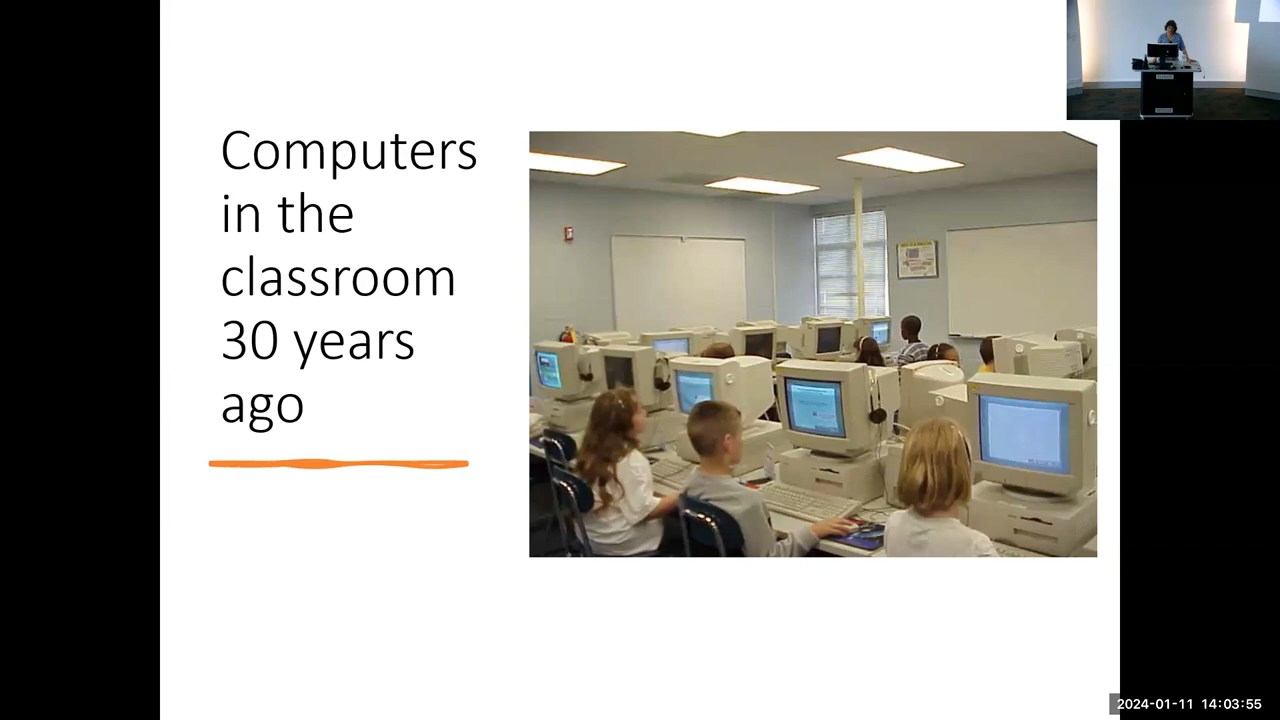 Computers
in the
classroom
30 years
ago
2024-01-11 14:03:55